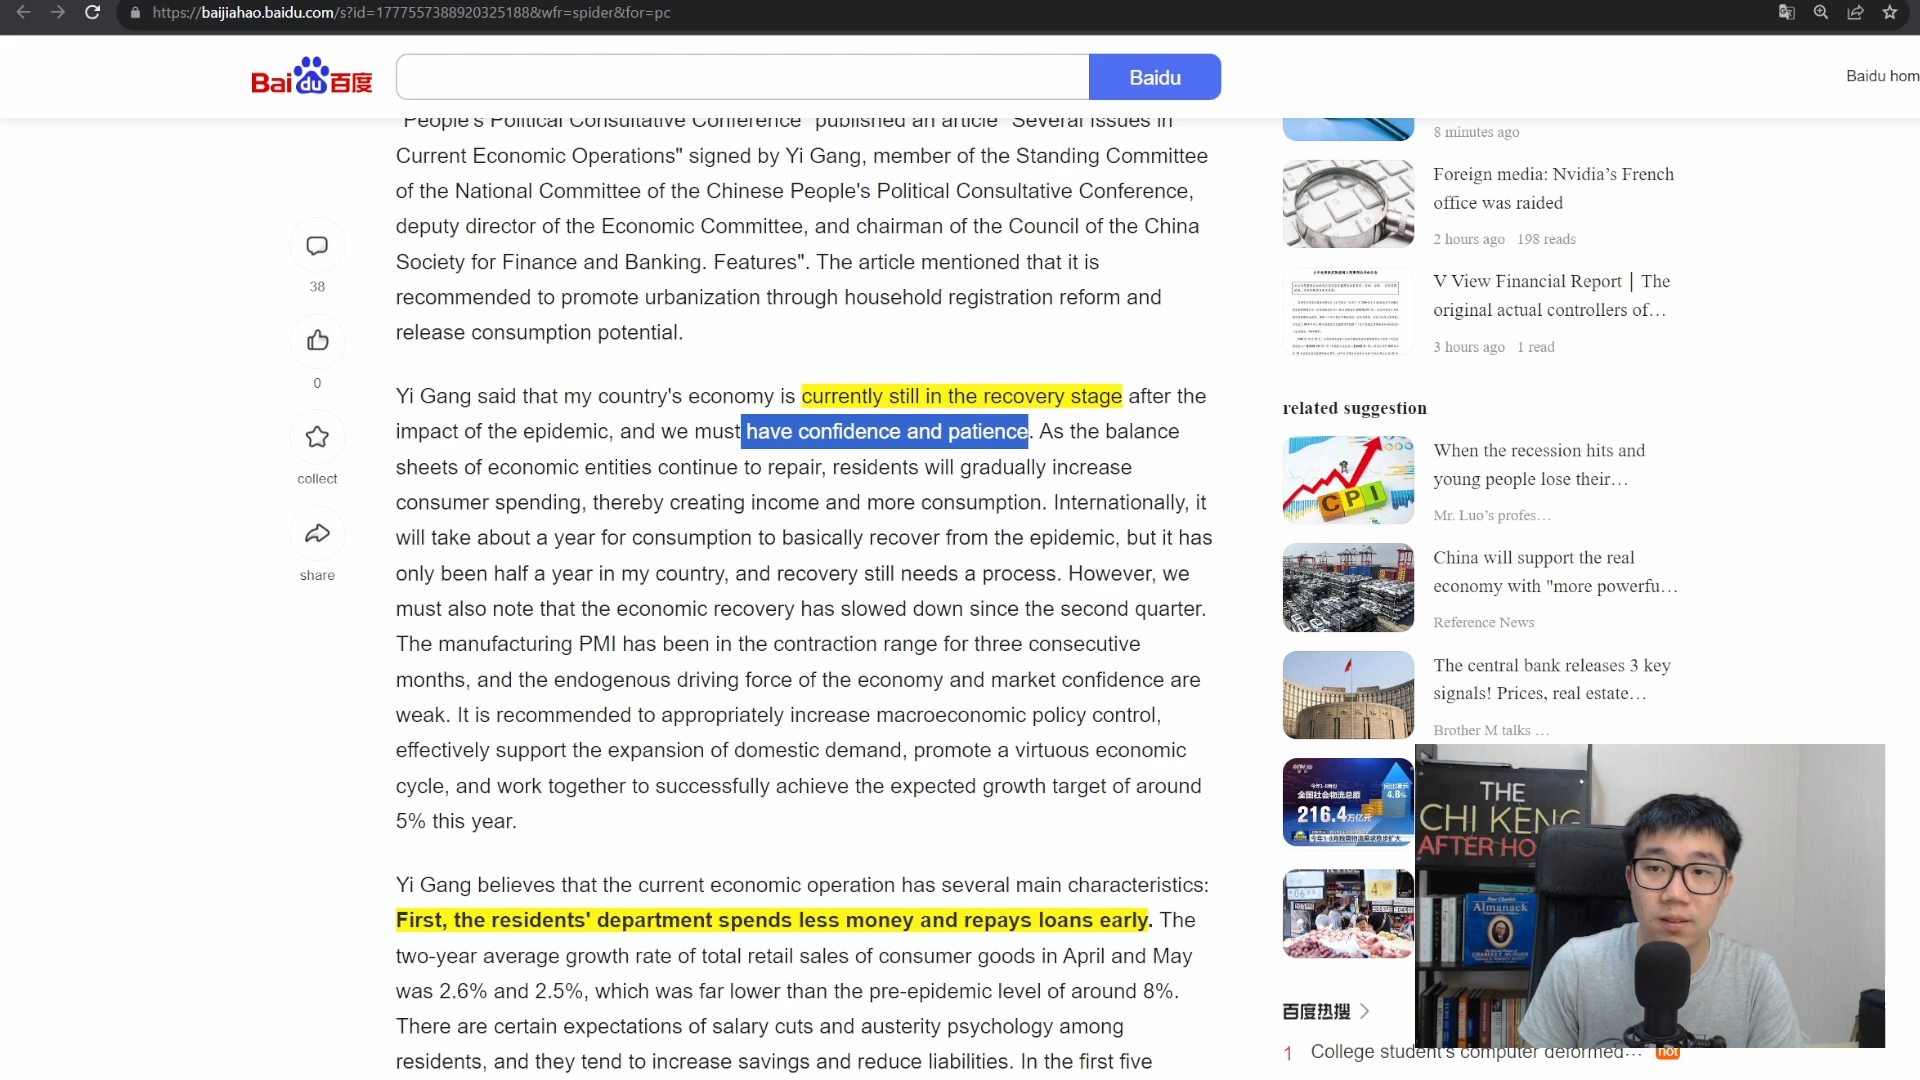 https://baijiahao.baidu.com/s?id=1777557388920325188&wfr=spider&for=pc
Bai du 百度
Baidu
Baidu hom
People's Political Consultative Conference" published an article "Several Issues in
Current Economic Operations" signed by Yi Gang, member of the Standing Committee
of the National Committee of the Chinese People's Political Consultative Conference,
deputy director of the Economic Committee, and chairman of the Council of the China
Society for Finance and Banking. Features". The article mentioned that it is
recommended to promote urbanization through household registration reform and
release consumption potential.
38
0
collect
share
Yi Gang said that my country's economy is currently still in the recovery stage after the
impact of the epidemic, and we must have confidence and patience. As the balance
sheets of economic entities continue to repair, residents will gradually increase
consumer spending, thereby creating income and more consumption. Internationally, it
will take about a year for consumption to basically recover from the epidemic, but it has
only been half a year in my country, and recovery still needs a process. However, we
must also note that the economic recovery has slowed down since the second quarter.
The manufacturing PMI has been in the contraction range for three consecutive
months, and the endogenous driving force of the economy and market confidence are
weak. It is recommended to appropriately increase macroeconomic policy control,
effectively support the expansion of domestic demand, promote a virtuous economic
cycle, and work together to successfully achieve the expected growth target of around
5% this year.
Yi Gang believes that the current economic operation has several main characteristics:
First, the residents' department spends less money and repays loans early. The
two-year average growth rate of total retail sales of consumer goods in April and May
was 2.6% and 2.5%, which was far lower than the pre-epidemic level of around 8%.
There are certain expectations of salary cuts and austerity psychology among
residents, and they tend to increase savings and reduce liabilities. In the first five
8 minutes ago
Foreign media: Nvidia's French
office was raided
2 hours ago 198 reads
V View Financial Report | The
original actual controllers of…
3 hours ago 1 read
related suggestion
CPI
When the recession hits and
young people lose their…
Mr. Luo's profes…
China will support the real
economy with "more powerfu…
Reference News
The central bank releases 3 key
signals! Prices, real estate…
Brother M talks …
全国社会物流总额
4.8%
216.4万亿元
百度热搜
1 College student's computer deformed… hot
THE
CHI KENG
AFTER HO
Almanack